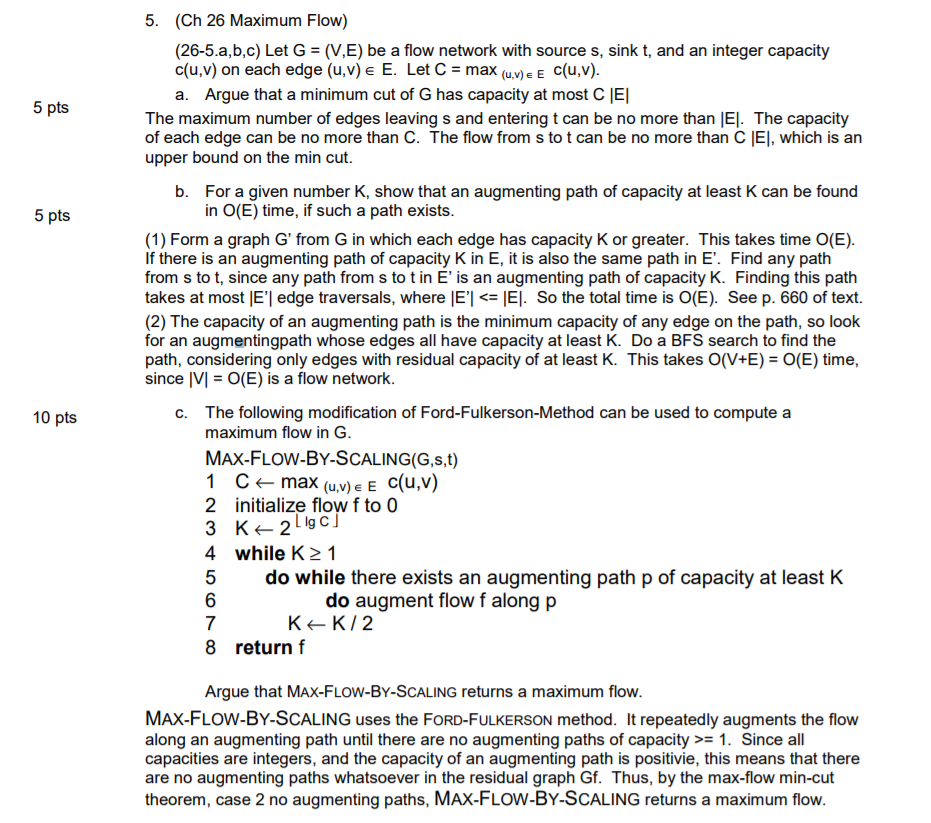 5. (Ch 26 Maximum Flow)
(26-5.a,b,c) Let G = (V,E) be a flow network with source s, sink t, and an integer capacity
c(u,v) on each edge (u,v) ∈ E. Let C = max (u,v) ∈ E c(u,v).
a. Argue that a minimum cut of G has capacity at most C |E|
5 pts
The maximum number of edges leaving s and entering t can be no more than |E|. The capacity
of each edge can be no more than C. The flow from s to t can be no more than C |E|, which is an
upper bound on the min cut.
b. For a given number K, show that an augmenting path of capacity at least K can be found
in O(E) time, if such a path exists.
5 pts
(1) Form a graph G' from G in which each edge has capacity K or greater. This takes time O(E).
If there is an augmenting path of capacity K in E, it is also the same path in E'. Find any path
from s to t, since any path from s to t in E' is an augmenting path of capacity K. Finding this path
takes at most |E'| edge traversals, where |E'| <= |E|. So the total time is O(E). See p. 660 of text.
(2) The capacity of an augmenting path is the minimum capacity of any edge on the path, so look
for an augmentingpath whose edges all have capacity at least K. Do a BFS search to find the
path, considering only edges with residual capacity of at least K. This takes O(V+E) = O(E) time,
since |V| = O(E) is a flow network.
10 pts
c. The following modification of Ford-Fulkerson-Method can be used to compute a
maximum flow in G.
MAX-FLOW-BY-SCALING(G,s,t)
1 C ← max (u,v) ∈ E c(u,v)
2 initialize flow f to 0
3 K ← 2⌊ lg C ⌋
4 while K ≥ 1
5 do while there exists an augmenting path p of capacity at least K
6 do augment flow f along p
7 K ← K / 2
8 return f
Argue that MAX-FLOW-BY-SCALING returns a maximum flow.
MAX-FLOW-BY-SCALING uses the FORD-FULKERSON method. It repeatedly augments the flow
along an augmenting path until there are no augmenting paths of capacity >= 1. Since all
capacities are integers, and the capacity of an augmenting path is positivie, this means that there
are no augmenting paths whatsoever in the residual graph Gf. Thus, by the max-flow min-cut
theorem, case 2 no augmenting paths, MAX-FLOW-BY-SCALING returns a maximum flow.